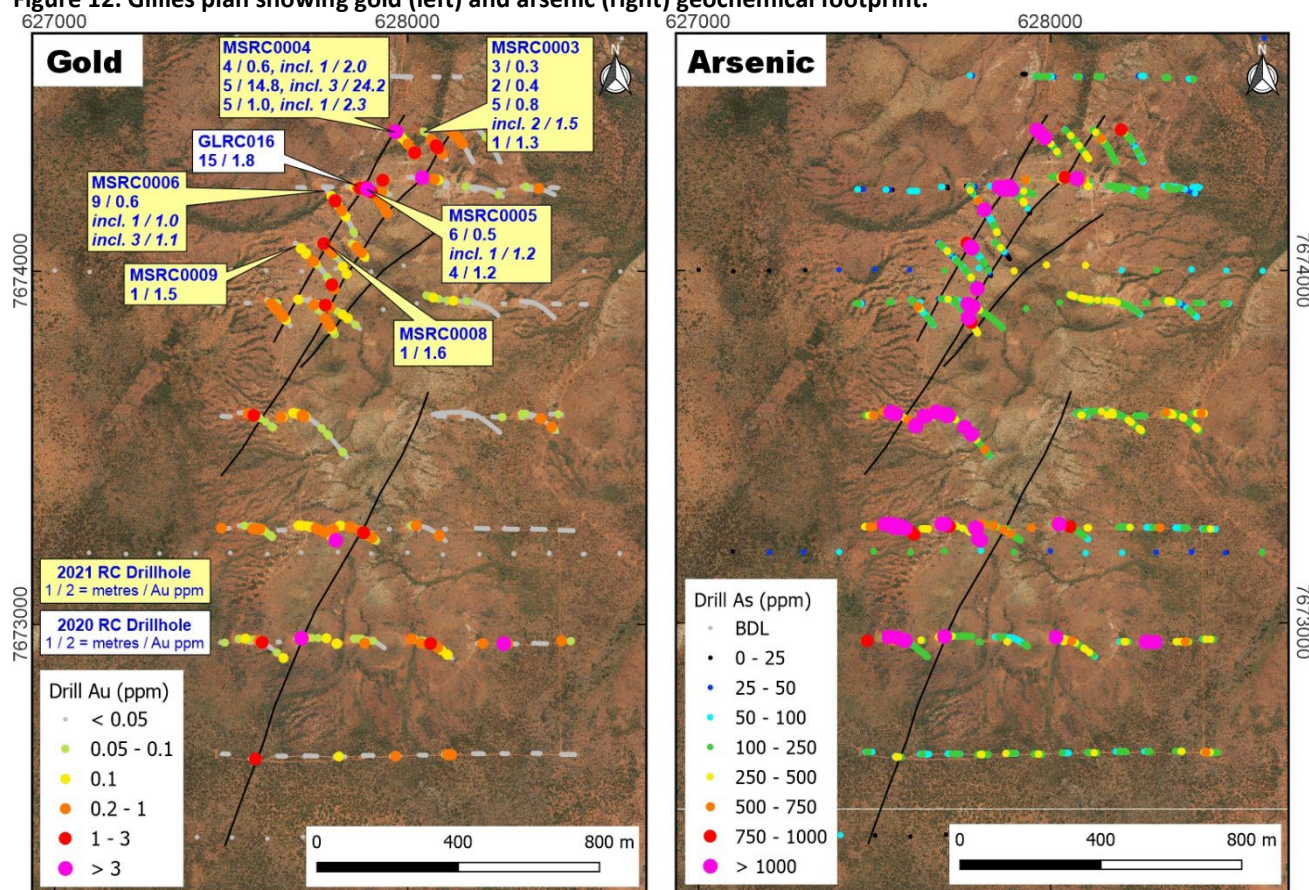 Figure 12: Gillies plan showing gold (left) and arsenic (right) geochemical footprint.
627000
628000
627000
628000
Gold
MSRC0004
4 / 0.6, incl. 1 / 2.0
5 / 14.8, incl. 3 / 24.2
5 / 1.0, incl. 1 / 2.3
MSRC0003
3 / 0.3
2 / 0.4
5 / 0.8
incl. 2 / 1.5
1 / 1.3
N
GLRC016
15 / 1.8
MSRC0006
9 / 0.6
incl. 1 / 1.0
incl. 3 / 1.1
MSRC0005
6 / 0.5
incl. 1 / 1.2
4 / 1.2
MSRC0009
1 / 1.5
MSRC0008
1 / 1.6
7674000
7673000
2021 RC Drillhole
1 / 2 = metres / Au ppm
2020 RC Drillhole
1 / 2 = metres / Au ppm
Drill Au (ppm)
< 0.05
0.05 - 0.1
0.1
0.2 - 1
1 - 3
> 3
0 400 800 m
Arsenic
N
7674000
7673000
Drill As (ppm)
BDL
0 - 25
25 - 50
50 - 100
100 - 250
250 - 500
500 - 750
750 - 1000
> 1000
0 400 800 m